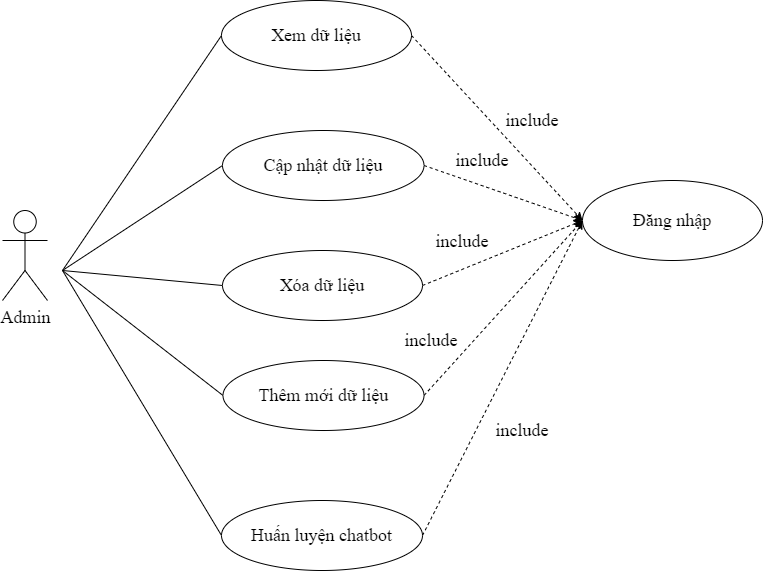 Xem dữ liệu
include
Cập nhật dữ liệu
include
Đăng nhập
include
Xóa dữ liệu
Admin
include
Thêm mới dữ liệu
include
Huấn luyện chatbot